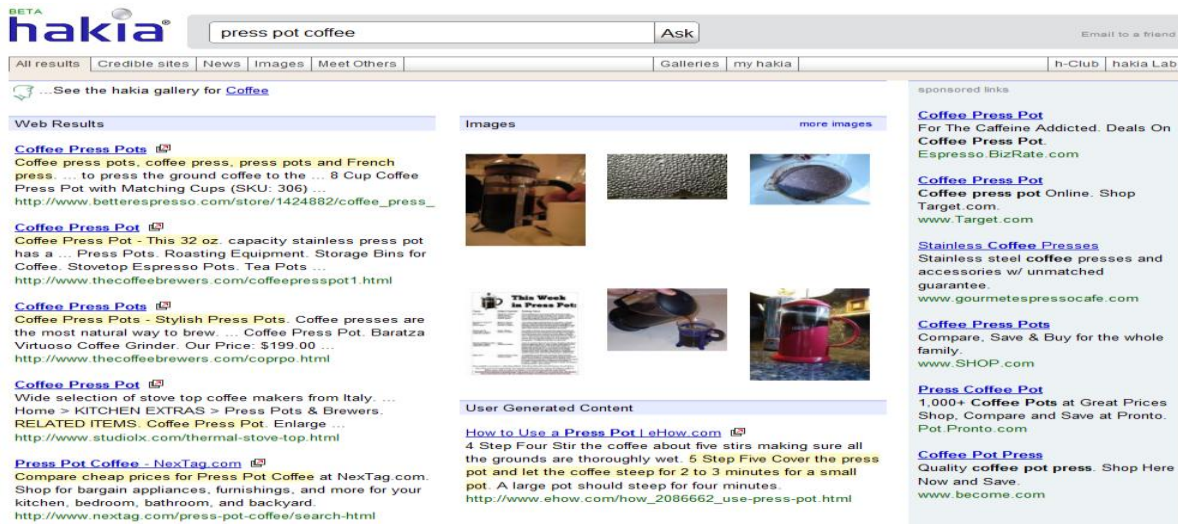 BETA
hakia®
press pot coffee
Ask
Email to a friend
All results
Credible sites
News
Images
Meet Others
Galleries
my hakia
h-Club
hakia Lab
...See the hakia gallery for Coffee
Web Results
Coffee Press Pots
Coffee press pots, coffee press, press pots and French
press. ... to press the ground coffee to the ... 8 Cup Coffee
Press Pot with Matching Cups (SKU: 306) ...
http://www.betterespresso.com/store/1424882/coffee_press_
Coffee Press Pot
Coffee Press Pot - This 32 oz. capacity stainless press pot
has a ... Press Pots. Roasting Equipment. Storage Bins for
Coffee. Stovetop Espresso Pots. Tea Pots ...
http://www.thecoffeebrewers.com/coffeepresspot1.html
Coffee Press Pots
Coffee Press Pots - Stylish Press Pots. Coffee presses are
the most natural way to brew. ... Coffee Press Pot. Baratza
Virtuoso Coffee Grinder. Our Price: $199.00 ...
http://www.thecoffeebrewers.com/coprpo.html
Coffee Press Pot
Wide selection of stove top coffee makers from Italy. ...
Home > KITCHEN EXTRAS > Press Pots & Brewers.
RELATED ITEMS. Coffee Press Pot. Enlarge ...
http://www.studiolx.com/thermal-stove-top.html
Press Pot Coffee - NexTag.com
Compare cheap prices for Press Pot Coffee at NexTag.com.
Shop for bargain appliances, furnishings, and more for your
kitchen, bedroom, bathroom, and backyard.
http://www.nextag.com/press-pot-coffee/search-html
Images
more images
This Week
in Press Pot:
User Generated Content
How to Use a Press Pot | eHow.com
4 Step Four Stir the coffee about five stirs making sure all
the grounds are thoroughly wet. 5 Step Five Cover the press
pot and let the coffee steep for 2 to 3 minutes for a small
pot. A large pot should steep for four minutes.
http://www.ehow.com/how_2086662_use-press-pot.html
sponsored links
Coffee Press Pot
For The Caffeine Addicted. Deals On
Coffee Press Pot.
Espresso.BizRate.com
Coffee Press Pot
Coffee press pot Online. Shop
Target.com.
www.Target.com
Stainless Coffee Presses
Stainless steel coffee presses and
accessories w/ unmatched
guarantee.
www.gourmetespressocafe.com
Coffee Press Pots
Compare, Save & Buy for the whole
family.
www.SHOP.com
Press Coffee Pot
1,000+ Coffee Pots at Great Prices
Shop, Compare and Save at Pronto.
Pot.Pronto.com
Coffee Pot Press
Quality coffee pot press. Shop Here
Now and Save.
www.become.com